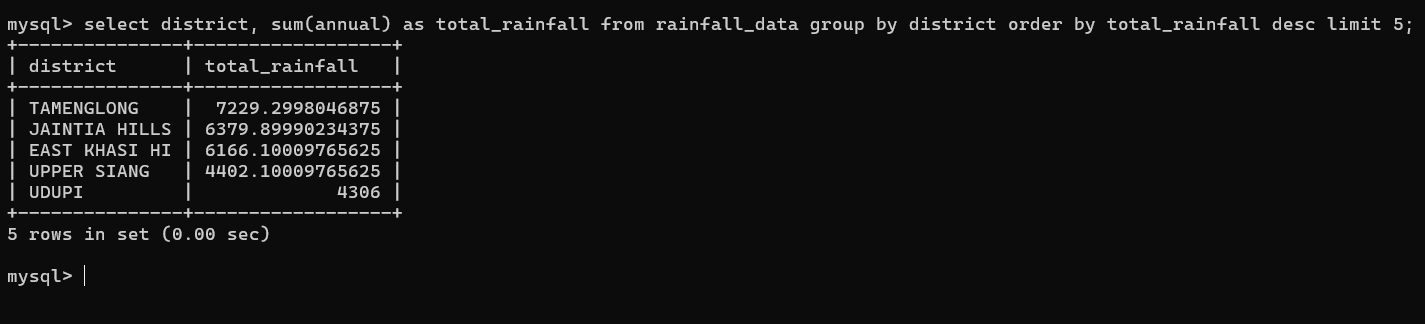 mysql> select district, sum(annual) as total_rainfall from rainfall_data group by district order by total_rainfall desc limit 5;
+---------------+------------------+
| district      | total_rainfall   |
+---------------+------------------+
| TAMENGLONG    |  7229.2998046875 |
| JAINTIA HILLS | 6379.89990234375 |
| EAST KHASI HI | 6166.10009765625 |
| UPPER SIANG   | 4402.10009765625 |
| UDUPI         |             4306 |
+---------------+------------------+
5 rows in set (0.00 sec)
mysql>